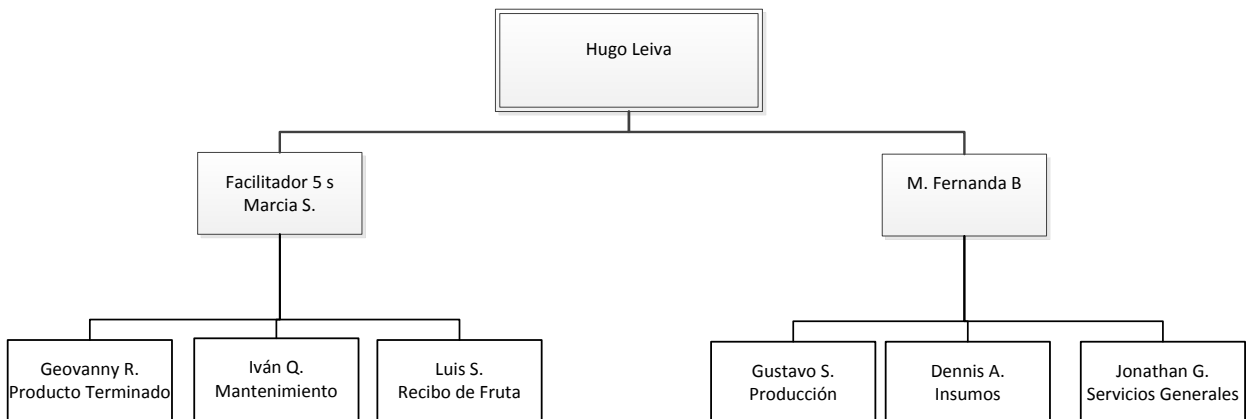 Hugo Leiva
Facilitador 5 s
Marcia S.
M. Fernanda B
Geovanny R.
Producto Terminado
Iván Q.
Mantenimiento
Luis S.
Recibo de Fruta
Gustavo S.
Producción
Dennis A.
Insumos
Jonathan G.
Servicios Generales